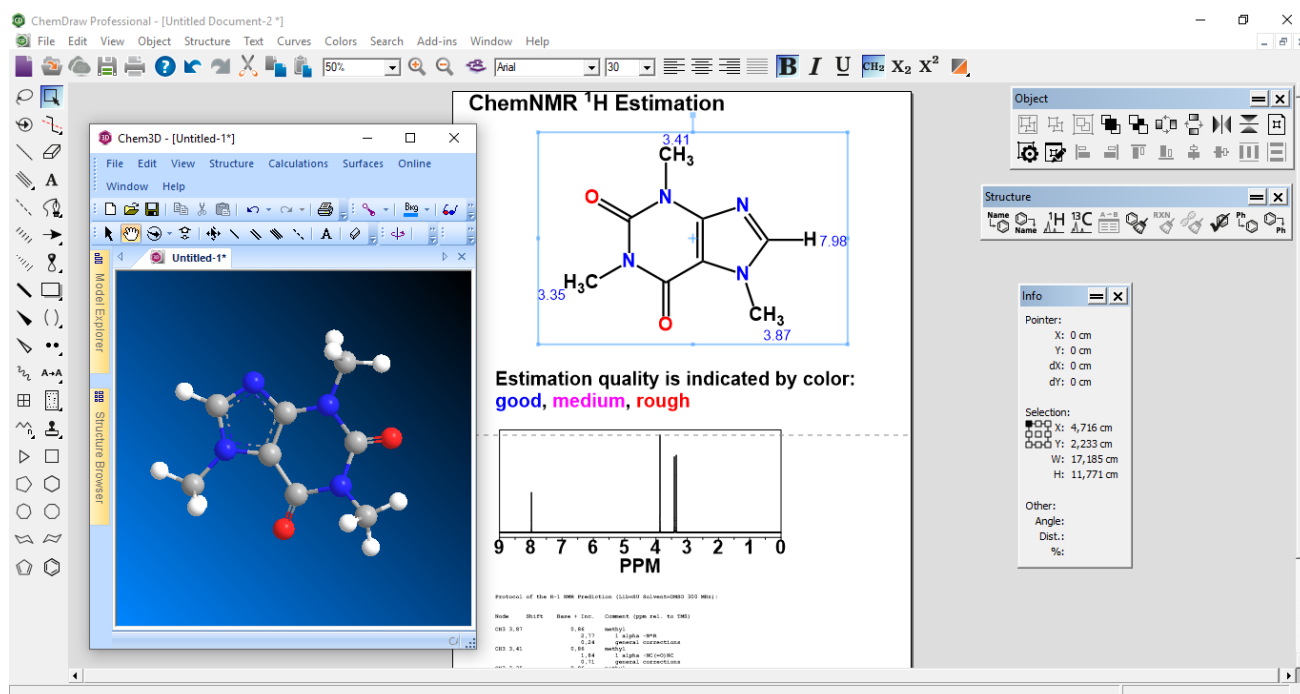 ChemDraw Professional - [Untitled Document-2 *]
File Edit View Object Structure Text Curves Colors Search Add-ins Window Help
50% Arial 30 B I U CH₂ X₂ X²
ChemNMR ¹H Estimation
3.41
CH₃
O N N
H 7.98
N N
3.35 H₃C
O CH₃
3.87
Estimation quality is indicated by color:
good, medium, rough
9 8 7 6 5 4 3 2 1 0
PPM
Protocol of the H-1 NMR Prediction (Lib=SU Solvent=DMSO 300 MHz):
Node Shift Base + Inc. Comment (ppm rel. to TMS)
CH3 3,87 0,86 methyl
2,77 1 alpha -N*R
0,24 general corrections
CH3 3,41 0,86 methyl
1,84 1 alpha -NC(=O)NC
0,71 general corrections
Chem3D - [Untitled-1*]
File Edit View Structure Calculations Surfaces Online
Window Help
Bkg
A
Untitled-1*
Model Explorer
Structure Browser
A
A→A
n
Object
Structure
Name
Name
¹H ¹³C
A→B
RXN
Ph
Ph
Info
Pointer:
X: 0 cm
Y: 0 cm
dX: 0 cm
dY: 0 cm
Selection:
X: 4,716 cm
Y: 2,233 cm
W: 17,185 cm
H: 11,771 cm
Other:
Angle:
Dist.:
%: